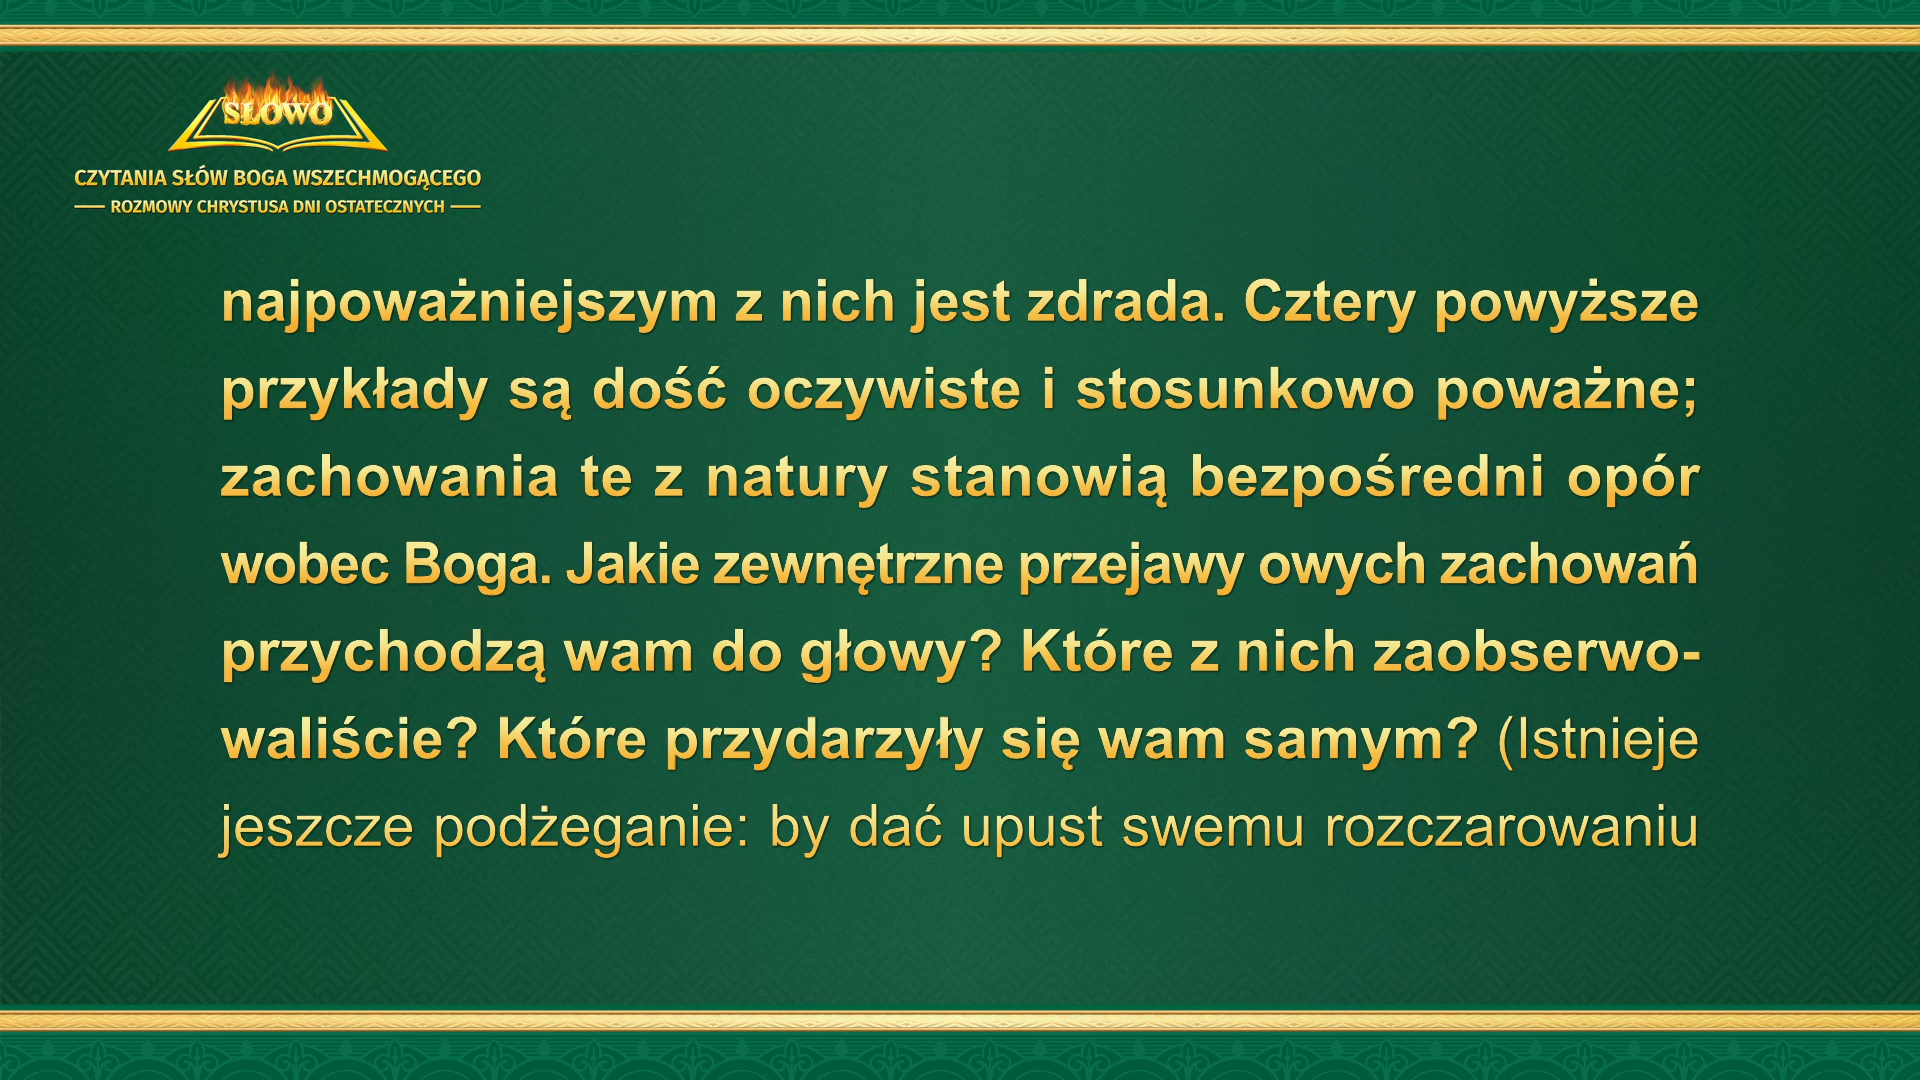 SŁOWO
CZYTANIA SŁÓW BOGA WSZECHMOGĄCEGO
ROZMOWY CHRYSTUSA DNI OSTATECZNYCH
najpoważniejszym z nich jest zdrada. Cztery powyższe
przykłady są dość oczywiste i stosunkowo poważne;
zachowania te z natury stanowią bezpośredni opór
wobec Boga. Jakie zewnętrzne przejawy owych zachowań
przychodzą wam do głowy? Które z nich zaobserwo-
waliście? Które przydarzyły się wam samym? (Istnieje
jeszcze podżeganie: by dać upust swemu rozczarowaniu